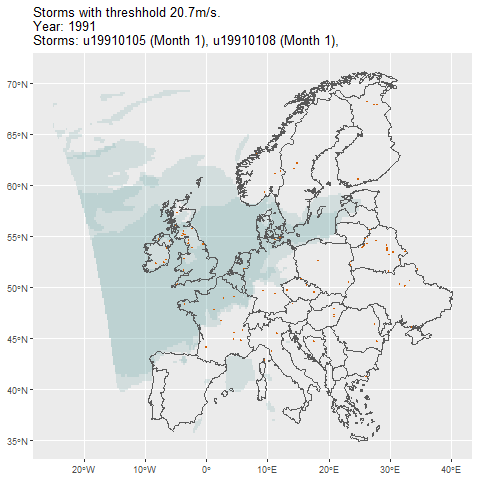 Storms with threshhold 20.7m/s.
Year: 1991
Storms: u19910105 (Month 1), u19910108 (Month 1),
70°N
65°N
60°N
55°N
50°N
45°N
40°N
35°N
20°W
10°W
0°
10°E
20°E
30°E
40°E